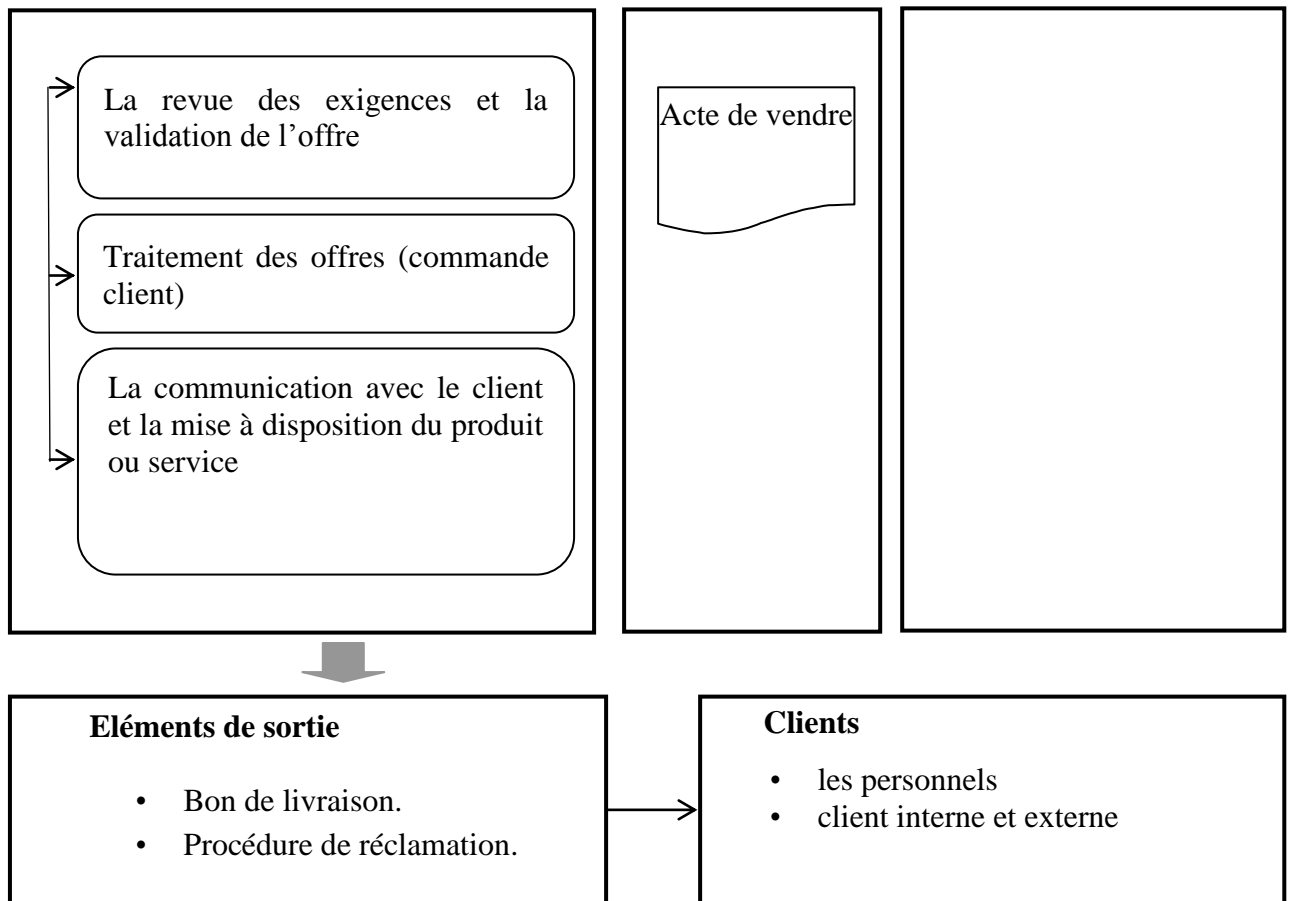 La revue des exigences et la
validation de l’offre
Traitement des offres (commande
client)
La communication avec le client
et la mise à disposition du produit
ou service
Acte de vendre
Eléments de sortie
• Bon de livraison.
• Procédure de réclamation.
Clients
• les personnels
• client interne et externe